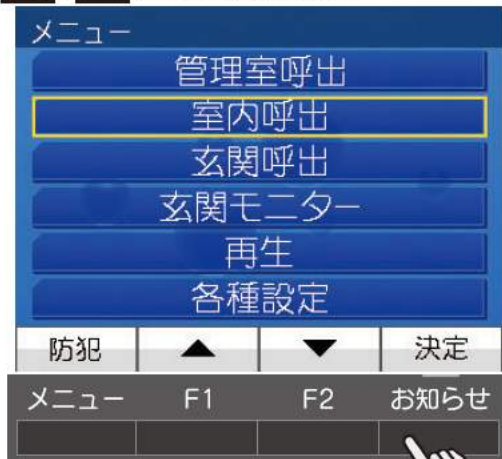 メニュー
管理室呼出
室内呼出
玄関呼出
玄関モニター
再生
各種設定
防犯 ▲ ▼ 決定
メニュー F1 F2 お知らせ